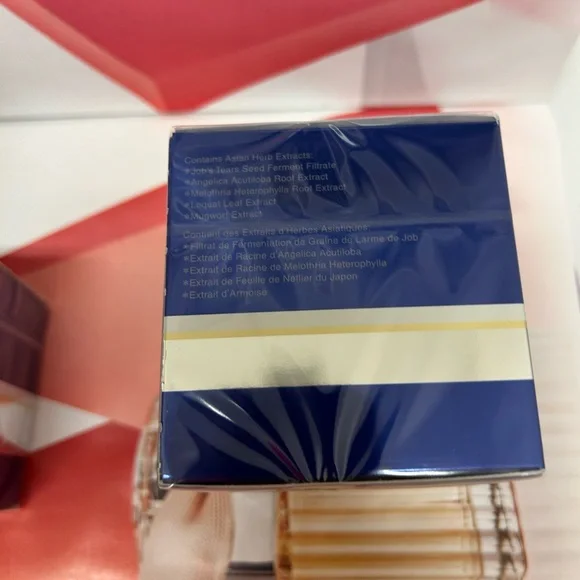 Contains Asian Herb Extracts:
*Job's Tears Seed Ferment Filtrate
*Angelica Acutiloba Root Extract
*Melothria Heterophylla Root Extract
*Loquat Leaf Extract
*Mugwort Extract
Contient des Extraits d'Herbes Asiatiques:
*Filtrat de Fermentation de Graine de Larme de Job
*Extrait de Racine d'Angelica Acutiloba
*Extrait de Racine de Melothria Heterophylla
*Extrait de Feuille de Néflier du Japon
*Extrait d'Armoise